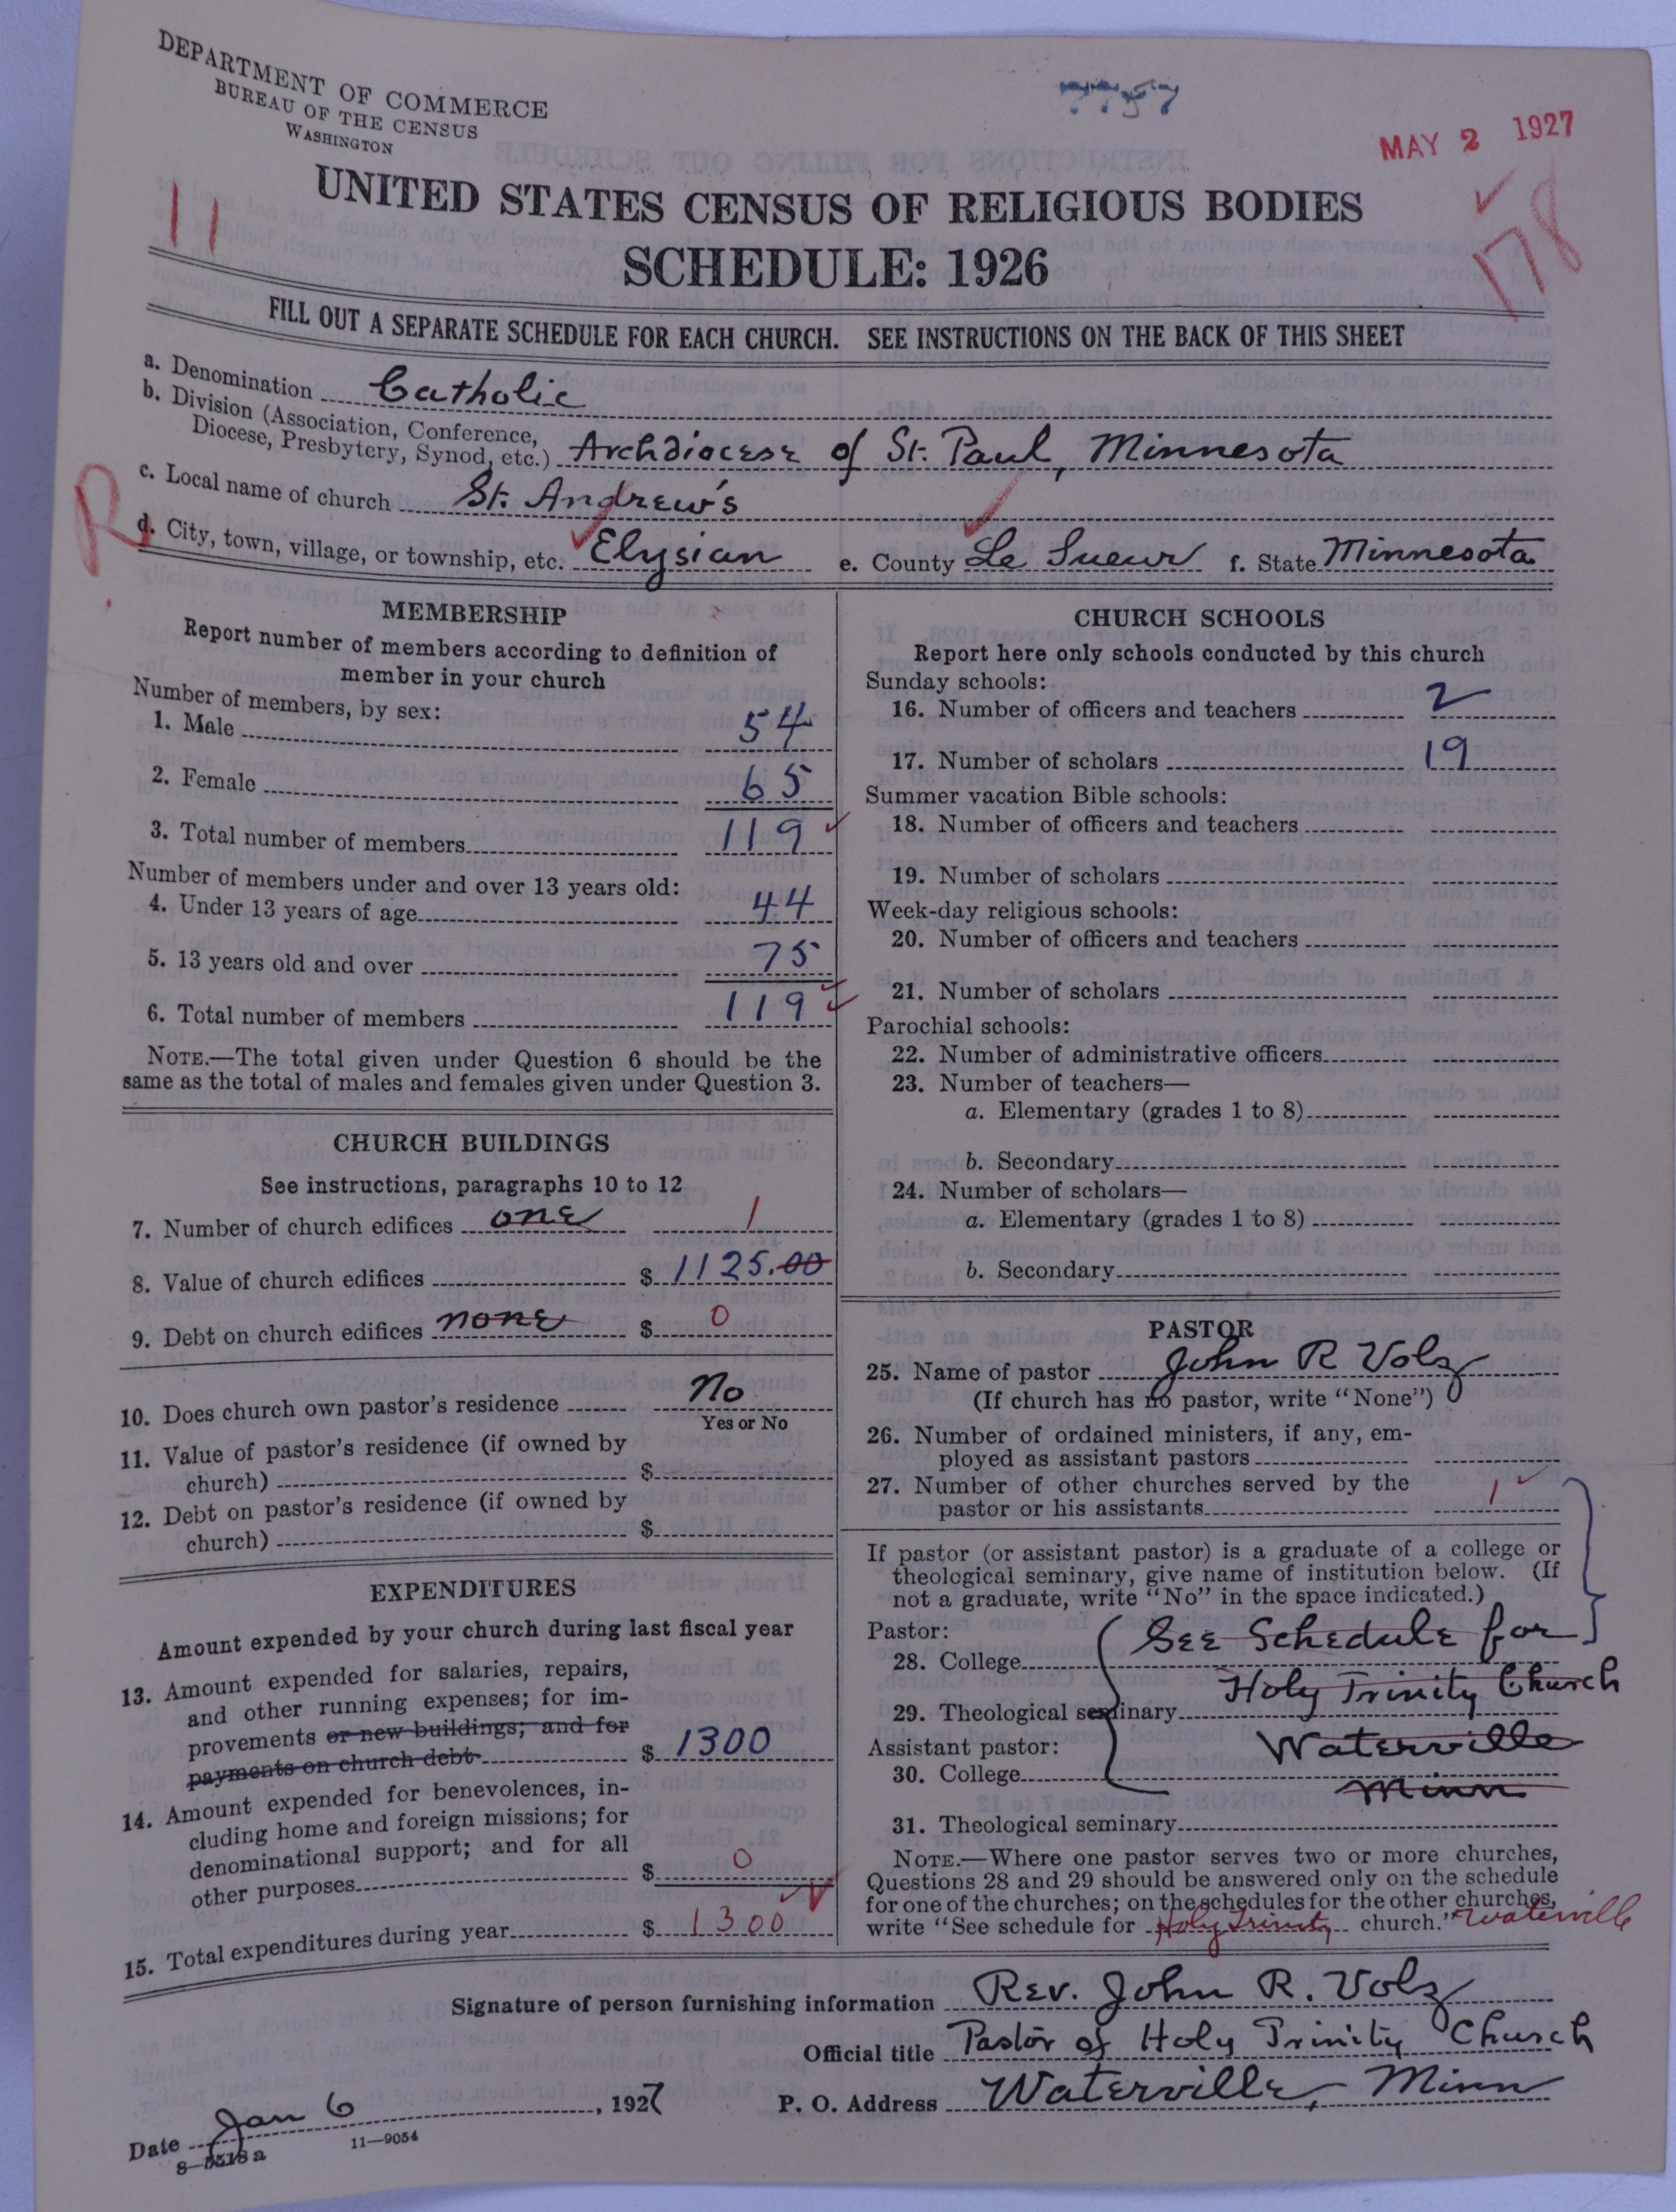 DEPARTMENT OF COMMERCE
BUREAU OF THE CENSUS
WASHINGTON
MAY 2 1927
11
178
UNITED STATES CENSUS OF RELIGIOUS BODIES
SCHEDULE: 1926
FILL OUT A SEPARATE SCHEDULE FOR EACH CHURCH. SEE INSTRUCTIONS ON THE BACK OF THIS SHEET
a. Denomination Catholic
b. Division (Association, Conference,
Diocese, Presbytery, Synod, etc.) Archdiocese of St. Paul, Minnesota
c. Local name of church St. Andrew's
R
d. City, town, village, or township, etc. Elysian e. County Le Sueur f. State Minnesota
MEMBERSHIP
Report number of members according to definition of
member in your church
Number of members, by sex:
1. Male 54
2. Female 65
3. Total number of members 119
Number of members under and over 13 years old:
4. Under 13 years of age 44
5. 13 years old and over 75
6. Total number of members 119
NOTE.—The total given under Question 6 should be the
same as the total of males and females given under Question 3.
CHURCH BUILDINGS
See instructions, paragraphs 10 to 12
7. Number of church edifices one 1
8. Value of church edifices $ 1125.00
9. Debt on church edifices none $ 0
10. Does church own pastor's residence No
Yes or No
11. Value of pastor's residence (if owned by
church) $
12. Debt on pastor's residence (if owned by
church) $
EXPENDITURES
Amount expended by your church during last fiscal year
13. Amount expended for salaries, repairs,
and other running expenses; for im-
provements or new buildings; and for
payments on church debt $ 1300
14. Amount expended for benevolences, in-
cluding home and foreign missions; for
denominational support; and for all
other purposes $ 0
15. Total expenditures during year $ 1300
CHURCH SCHOOLS
Report here only schools conducted by this church
Sunday schools:
16. Number of officers and teachers 2
17. Number of scholars 19
Summer vacation Bible schools:
18. Number of officers and teachers
19. Number of scholars
Week-day religious schools:
20. Number of officers and teachers
21. Number of scholars
Parochial schools:
22. Number of administrative officers
23. Number of teachers—
a. Elementary (grades 1 to 8)
b. Secondary
24. Number of scholars—
a. Elementary (grades 1 to 8)
b. Secondary
PASTOR
25. Name of pastor John R Volz
(If church has no pastor, write "None")
26. Number of ordained ministers, if any, em-
ployed as assistant pastors
27. Number of other churches served by the
pastor or his assistants 1
If pastor (or assistant pastor) is a graduate of a college or
theological seminary, give name of institution below. (If
not a graduate, write "No" in the space indicated.)
Pastor: See Schedule for
28. College
Holy Trinity Church
29. Theological seminary
Assistant pastor: Waterville
30. College
Minn
31. Theological seminary
NOTE.—Where one pastor serves two or more churches,
Questions 28 and 29 should be answered only on the schedule
for one of the churches; on the schedules for the other churches,
write "See schedule for Holy Trinity church." Waterville
Signature of person furnishing information Rev. John R. Volz
Official title Pastor of Holy Trinity Church
Date Jan 6, 1927 P. O. Address Waterville, Minn
8—5518a 11—9054